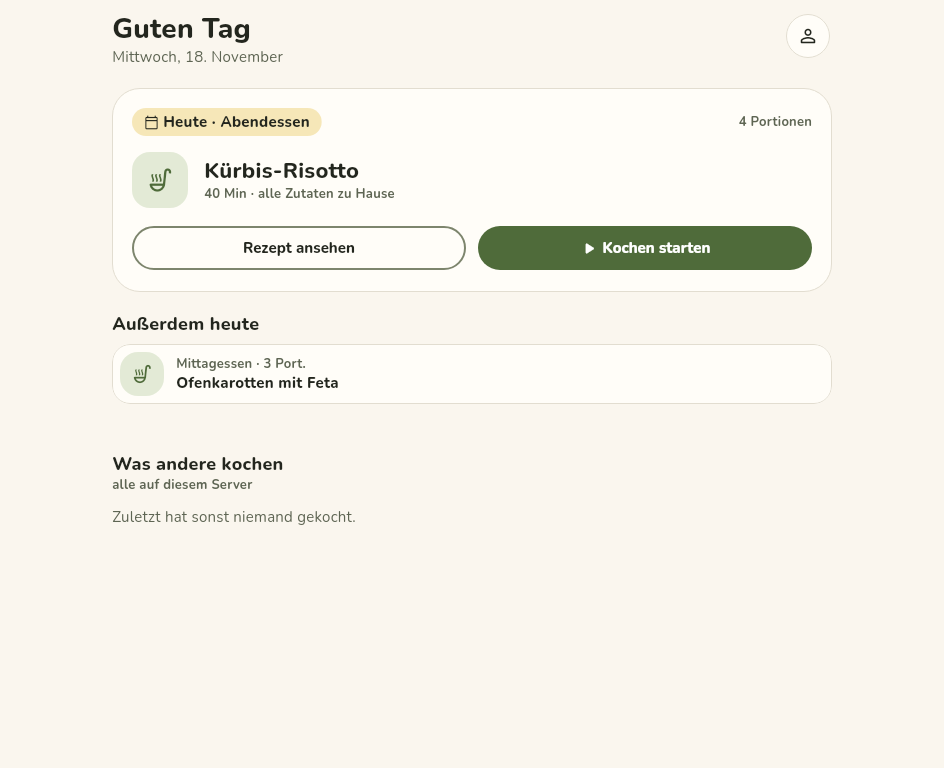 Guten Tag
Mittwoch, 18. November
Heute · Abendessen
4 Portionen
Kürbis-Risotto
40 Min · alle Zutaten zu Hause
Rezept ansehen
Kochen starten
Außerdem heute
Mittagessen · 3 Port.
Ofenkarotten mit Feta
Was andere kochen
alle auf diesem Server
Zuletzt hat sonst niemand gekocht.